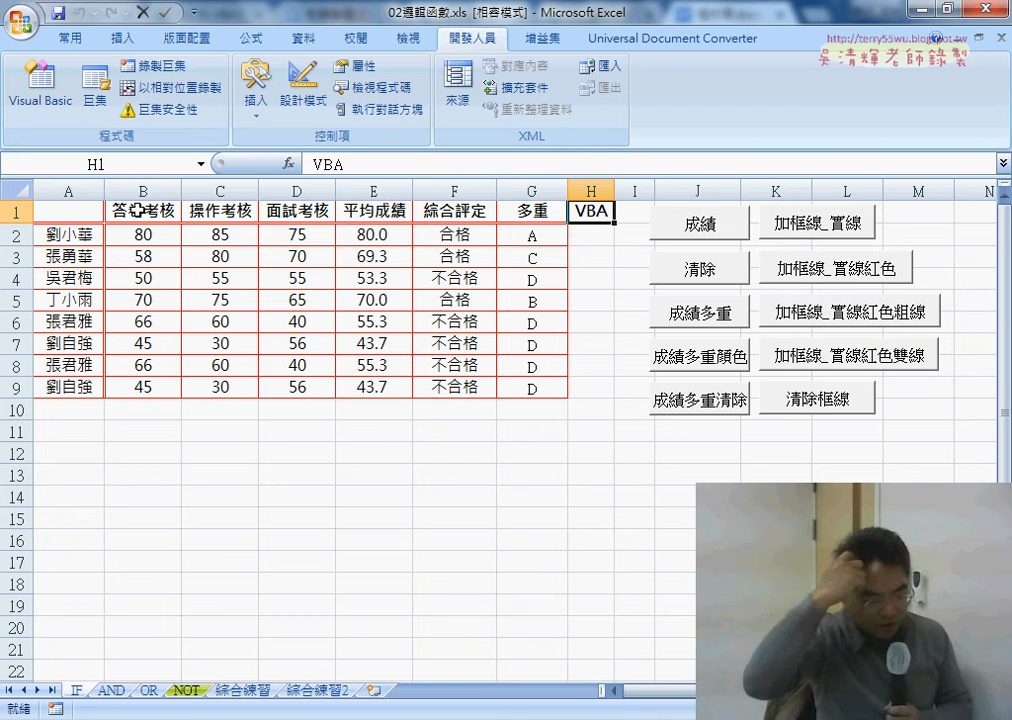 02邏輯函數.xls [相容模式] - Microsoft Excel
常用 插入 版面配置 公式 資料 校閱 檢視 開發人員 增益集 Universal Document Converter
http://terry55wu.blogspot.tw
吳清輝老師錄製
Visual Basic 巨集 錄製巨集 以相對位置錄製 巨集安全性
插入 設計模式 屬性 檢視程式碼 執行對話方塊
來源 對應內容 擴充套件 重新整理資料 匯入 匯出
程式碼 控制項 XML
H1 fx VBA
A B C D E F G H I J K L M N
1 操作考核 面試考核 平均成績 綜合評定 多重 VBA
2 劉小華 80 85 75 80.0 合格 A
3 張勇華 58 80 70 69.3 合格 C
4 吳君梅 50 55 55 53.3 不合格 D
5 丁小雨 70 75 65 70.0 合格 B
6 張君雅 66 60 40 55.3 不合格 D
7 劉自強 45 30 56 43.7 不合格 D
8 張君雅 66 60 40 55.3 不合格 D
9 劉自強 45 30 56 43.7 不合格 D
10
11
12
13
14
15
16
17
18
19
20
21
22
成績 加框線_實線
清除 加框線_實線紅色
成績多重 加框線_實線紅色粗線
成績多重顏色 加框線_實線紅色雙線
成績多重清除 清除框線
IF AND OR NOT 綜合練習 綜合練習2
就緒